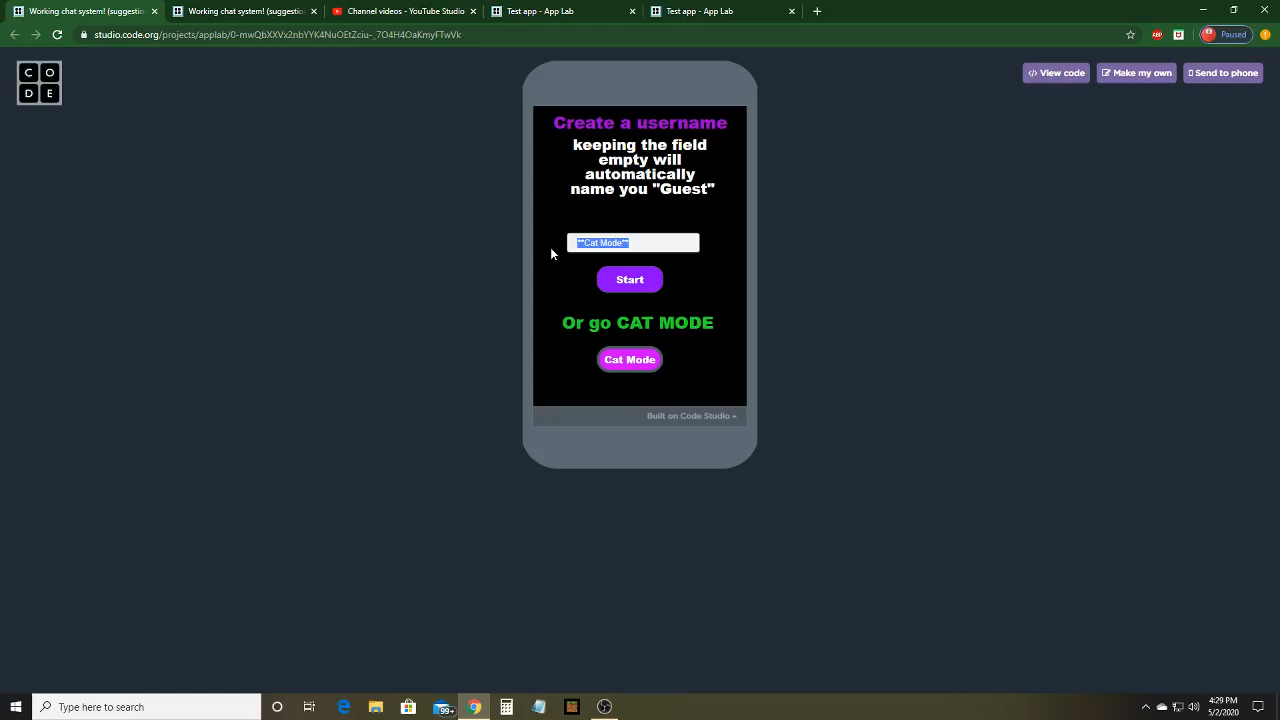 Working chat system! (suggestio
Working chat system! (suggestio
Channel videos - YouTube Studio
Test app - App Lab
Test app - App Lab
studio.code.org/projects/applab/0-mwQbXXVx2nbYYK4NuOEtZciu-_7O4H4OaKmyFTwVk
ABP
Paused
C O
D E
</> View code
Make my own
Send to phone
Create a username
keeping the field
empty will
automatically
name you "Guest"
**Cat Mode**
Start
Or go CAT MODE
Cat Mode
Built on Code Studio
Type here to search
99+
4:29 PM
5/2/2020